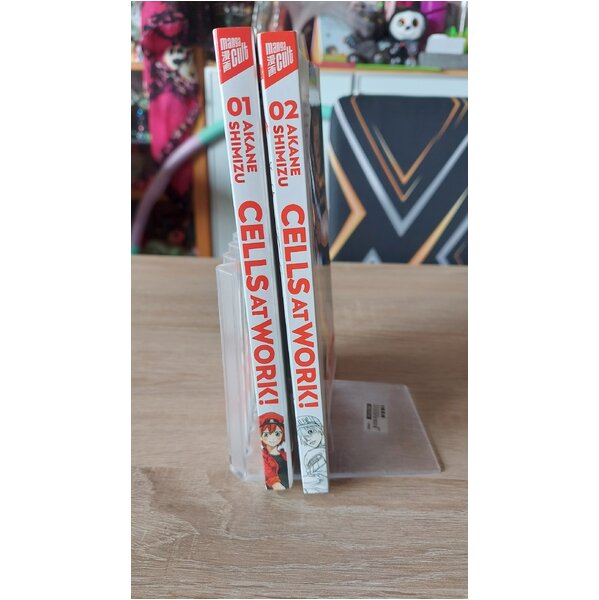 manga
cult
01
AKANE
SHIMIZU
CELLS AT WORK!
manga
cult
02
AKANE
SHIMIZU
CELLS AT WORK!